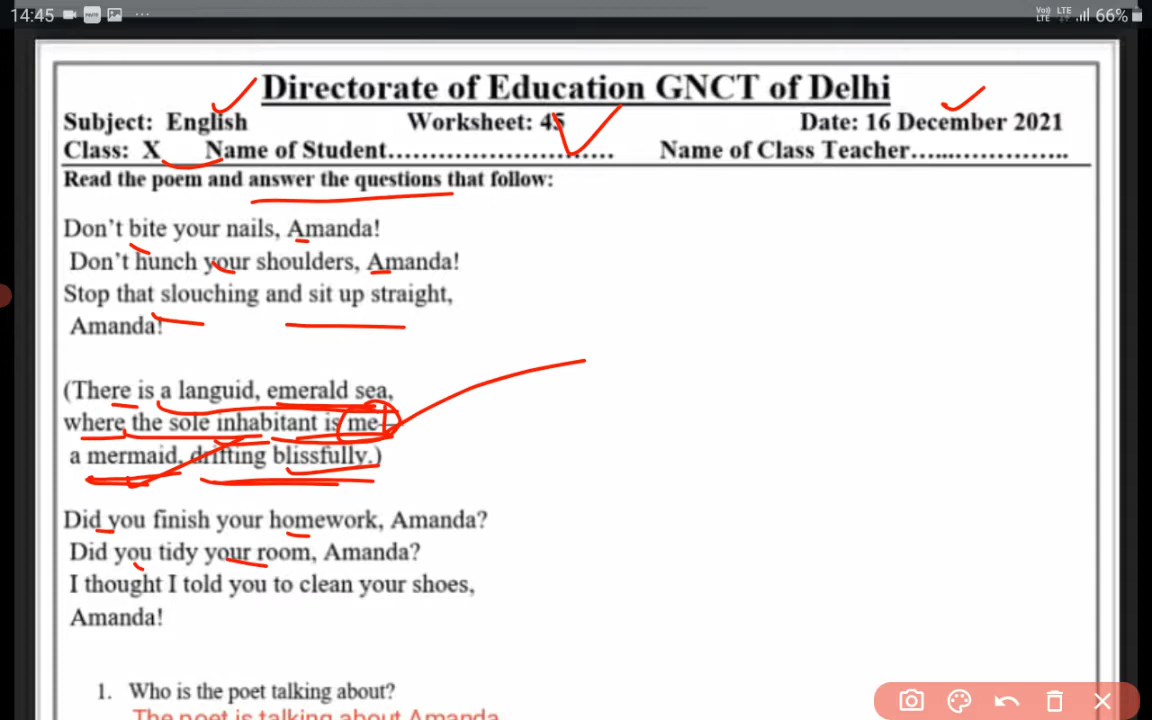 14:45 ... Vo) LTE LTE 66%
Directorate of Education GNCT of Delhi
Subject: English Worksheet: 45 Date: 16 December 2021
Class: X Name of Student........................... Name of Class Teacher.....................
Read the poem and answer the questions that follow:
Don't bite your nails, Amanda!
Don't hunch your shoulders, Amanda!
Stop that slouching and sit up straight,
Amanda!
(There is a languid, emerald sea,
where the sole inhabitant is me-
a mermaid, drifting blissfully.)
Did you finish your homework, Amanda?
Did you tidy your room, Amanda?
I thought I told you to clean your shoes,
Amanda!
1. Who is the poet talking about?
The poet is talking about Amanda